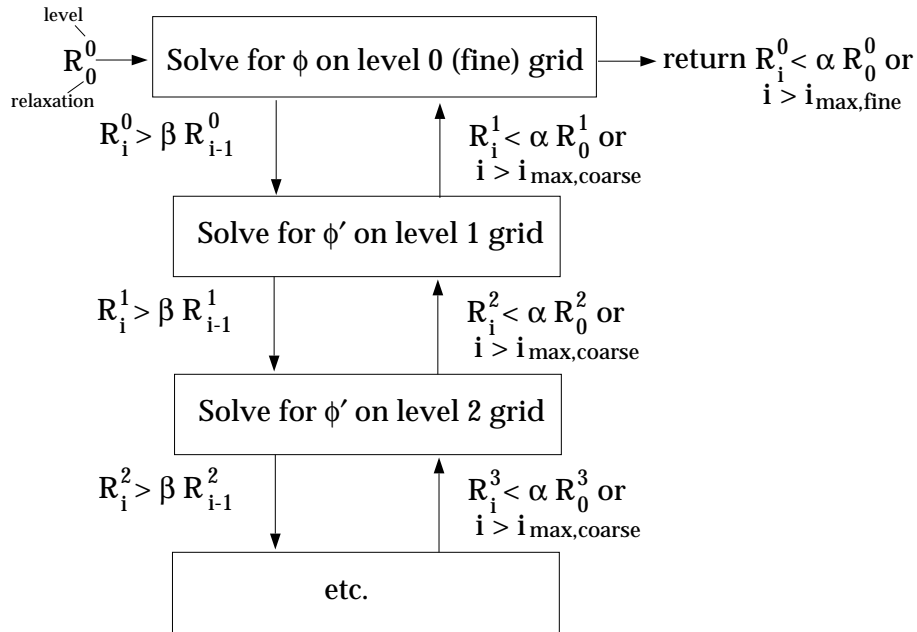 level
R₀⁰
relaxation
Solve for ϕ on level 0 (fine) grid
return Rᵢ⁰ < α R₀⁰ or
i > i_max,fine
Rᵢ⁰ > β Rᵢ₋₁⁰
Rᵢ¹ < α R₀¹ or
i > i_max,coarse
Solve for ϕ′ on level 1 grid
Rᵢ¹ > β Rᵢ₋₁¹
Rᵢ² < α R₀² or
i > i_max,coarse
Solve for ϕ′ on level 2 grid
Rᵢ² > β Rᵢ₋₁²
Rᵢ³ < α R₀³ or
i > i_max,coarse
etc.